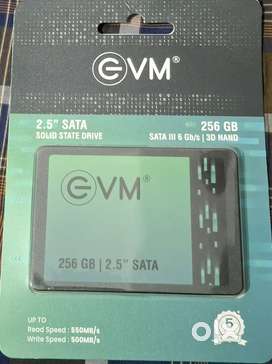 EVM®
2.5" SATA
SOLID STATE DRIVE
256 GB
SATA III 6 Gb/s | 3D NAND
EVM®
256 GB | 2.5" SATA
UP TO
Read Speed : 550MB/s
Write Speed : 500MB/s
5